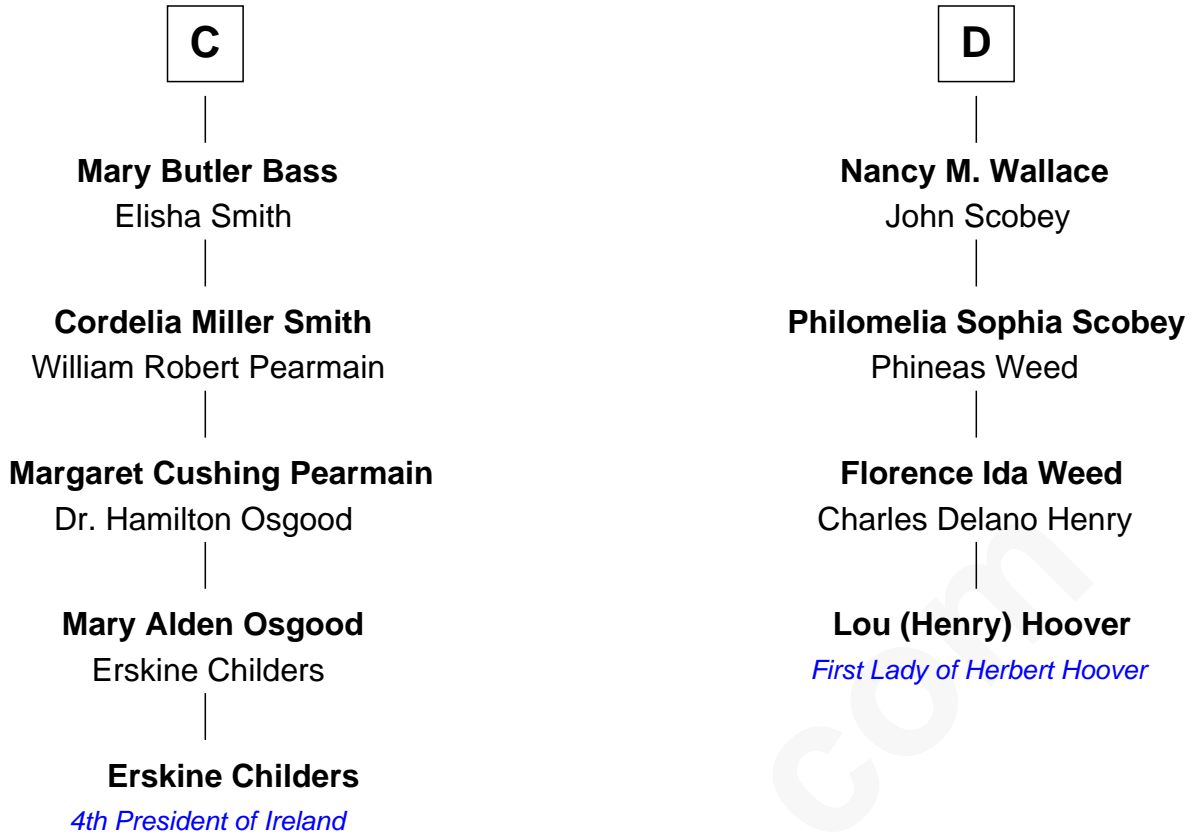 C
Mary Butler Bass
Elisha Smith
Cordelia Miller Smith
William Robert Pearmain
Margaret Cushing Pearmain
Dr. Hamilton Osgood
Mary Alden Osgood
Erskine Childers
Erskine Childers
4th President of Ireland
D
Nancy M. Wallace
John Scobey
Philomelia Sophia Scobey
Phineas Weed
Florence Ida Weed
Charles Delano Henry
Lou (Henry) Hoover
First Lady of Herbert Hoover
com